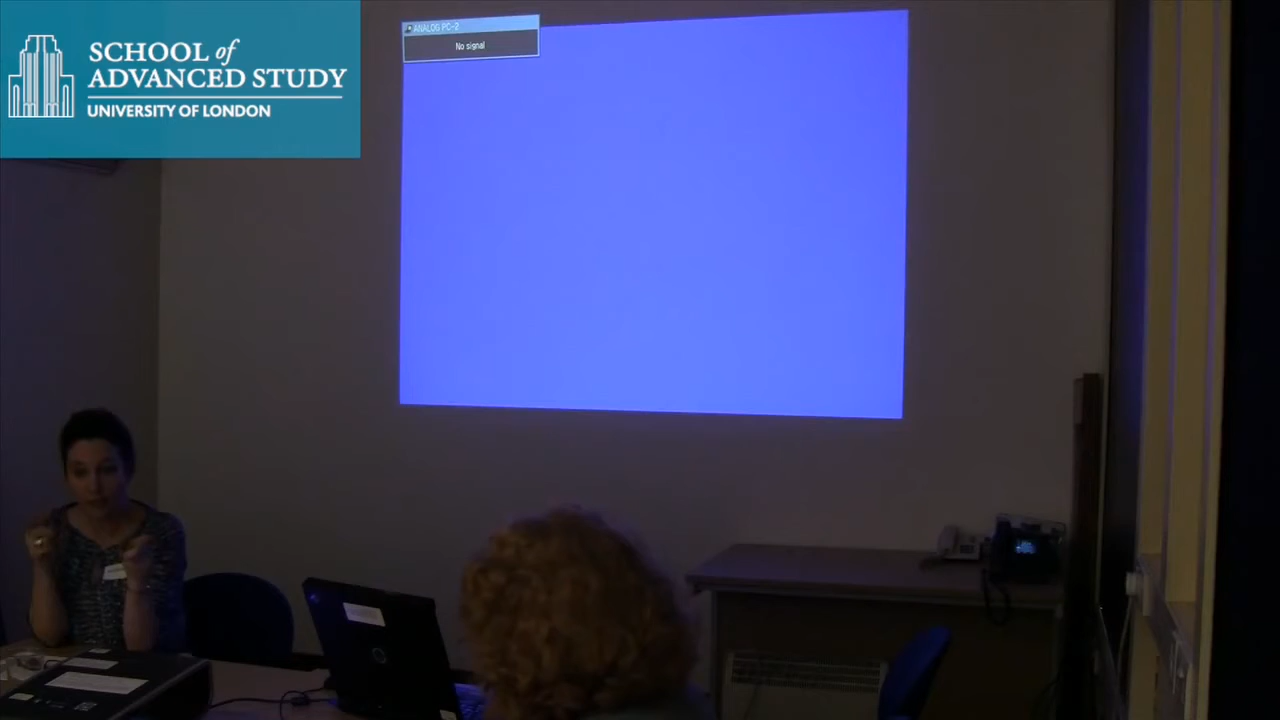 SCHOOL of
ADVANCED STUDY
UNIVERSITY OF LONDON
ANALOG PC-2
No signal